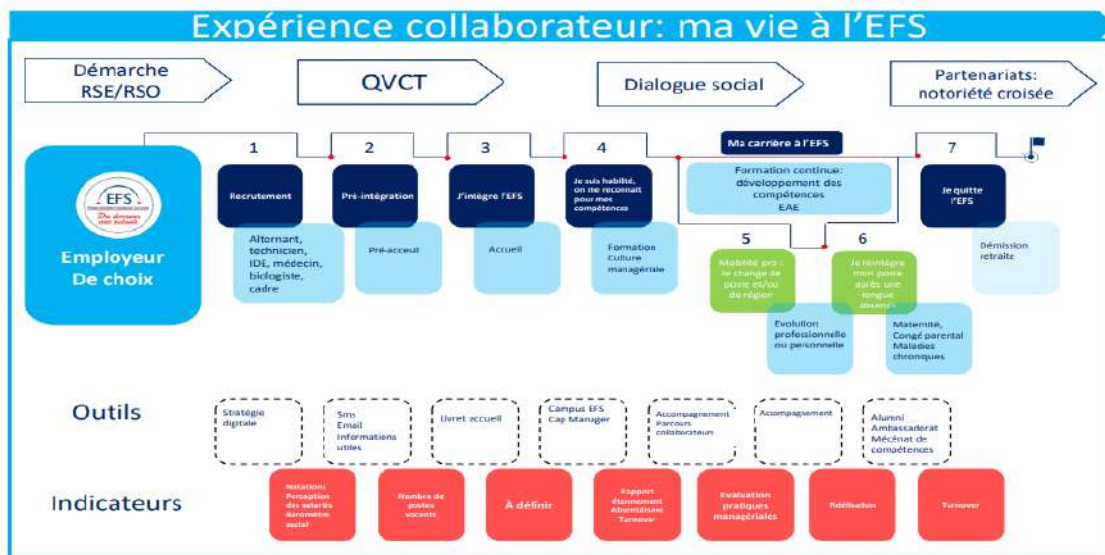 Expérience collaborateur: ma vie à l'EFS
Démarche
RSE/RSO
QVCT
Dialogue social
Partenariats:
notoriété croisée
1
2
3
4
Ma carrière à l'EFS
7
EFS
Employeur
De choix
Recrutement
Pré-intégration
J'intègre l'EFS
Je suis habilité,
on me reconnait
pour mes
compétences
Formation continue:
développement des
compétences
EAE
Je quitte
l'EFS
Alternant,
technicien,
IDE, médecin,
biologiste,
cadre
Accueil
Formation
Culture
managériale
5
6
Mobilité pro :
Je change de
poste et/ou
de région
Je réintègre
mon poste
après une
longue
absence
Démission
retraite
Evolution
professionnelle
ou personnelle
Maternité,
Congé parental
Maladies
chroniques
Outils
Stratégie
digitale
Sms
Email
Informations
utiles
Livret accueil
Campus EFS
Cap Manager
Accompagnement
Parcours
collaborateurs
Accompagnement
Alumni
Ambassadorat
Mécénat de
compétences
Indicateurs
Notations
Perception
des salariés
Baromètre
social
Nombre de
postes
vacants
À définir
Rapport
étonnement
Absentéisme
Turnover
Evaluation
pratiques
managériales
Fidélisation
Turnover